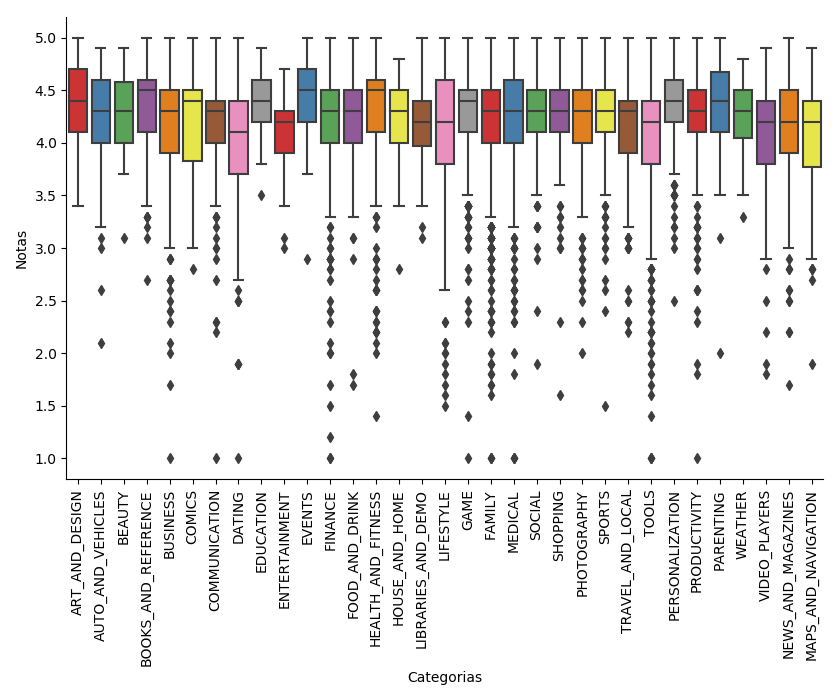 5.0
4.5
4.0
3.5
3.0
2.5
2.0
1.5
1.0
Notas
ART_AND_DESIGN
AUTO_AND_VEHICLES
BEAUTY
BOOKS_AND_REFERENCE
BUSINESS
COMICS
COMMUNICATION
DATING
EDUCATION
ENTERTAINMENT
EVENTS
FINANCE
FOOD_AND_DRINK
HEALTH_AND_FITNESS
HOUSE_AND_HOME
LIBRARIES_AND_DEMO
LIFESTYLE
GAME
FAMILY
MEDICAL
SOCIAL
SHOPPING
PHOTOGRAPHY
SPORTS
TRAVEL_AND_LOCAL
TOOLS
PERSONALIZATION
PRODUCTIVITY
PARENTING
WEATHER
VIDEO_PLAYERS
NEWS_AND_MAGAZINES
MAPS_AND_NAVIGATION
Categorias